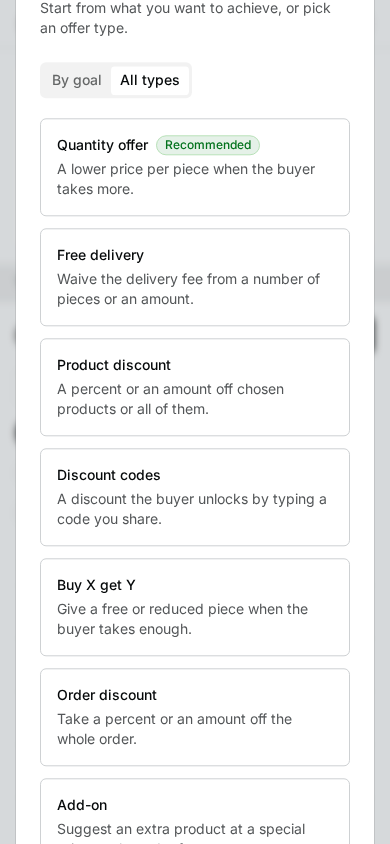 Start from what you want to achieve, or pick
an offer type.
By goal All types
Quantity offer Recommended
A lower price per piece when the buyer
takes more.
Free delivery
Waive the delivery fee from a number of
pieces or an amount.
Product discount
A percent or an amount off chosen
products or all of them.
Discount codes
A discount the buyer unlocks by typing a
code you share.
Buy X get Y
Give a free or reduced piece when the
buyer takes enough.
Order discount
Take a percent or an amount off the
whole order.
Add-on
Suggest an extra product at a special